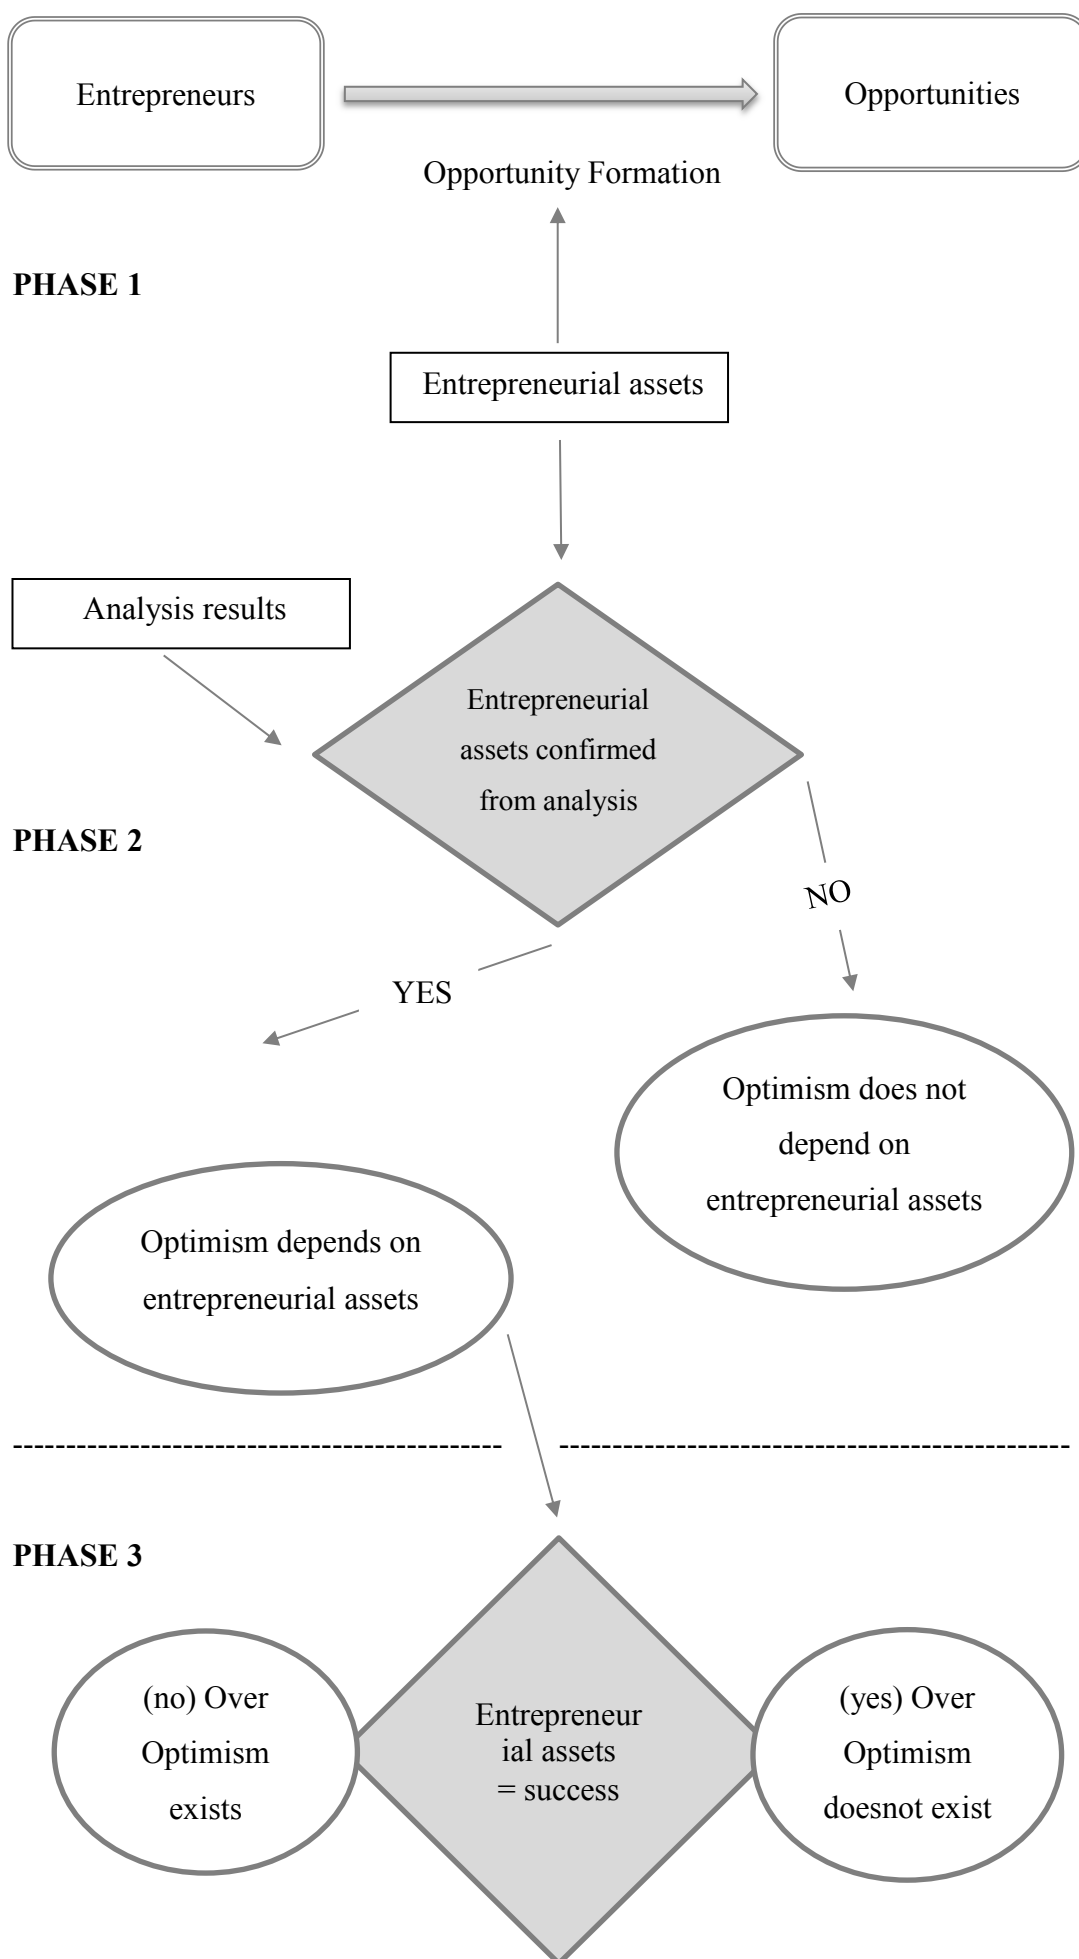 Entrepreneurs
Opportunities
Opportunity Formation
PHASE 1
Entrepreneurial assets
Analysis results
Entrepreneurial
assets confirmed
from analysis
PHASE 2
NO
YES
Optimism does not
depend on
entrepreneurial assets
Optimism depends on
entrepreneurial assets
PHASE 3
(no) Over
Optimism
exists
Entrepreneur
ial assets
= success
(yes) Over
Optimism
doesnot exist